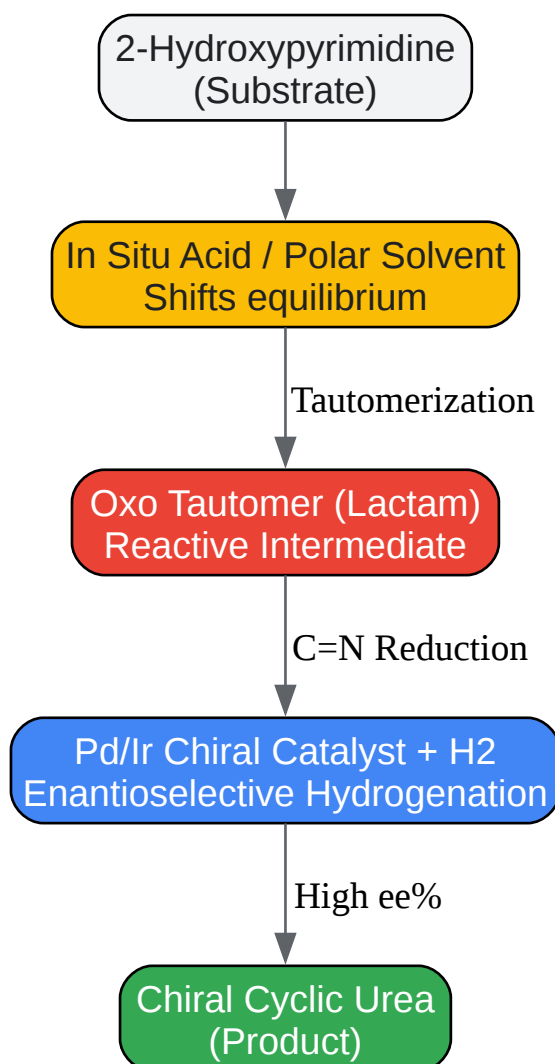 2-Hydroxypyrimidine
(Substrate)
In Situ Acid / Polar Solvent
Shifts equilibrium
Tautomerization
Oxo Tautomer (Lactam)
Reactive Intermediate
C=N Reduction
Pd/Ir Chiral Catalyst + H2
Enantioselective Hydrogenation
High ee%
Chiral Cyclic Urea
(Product)